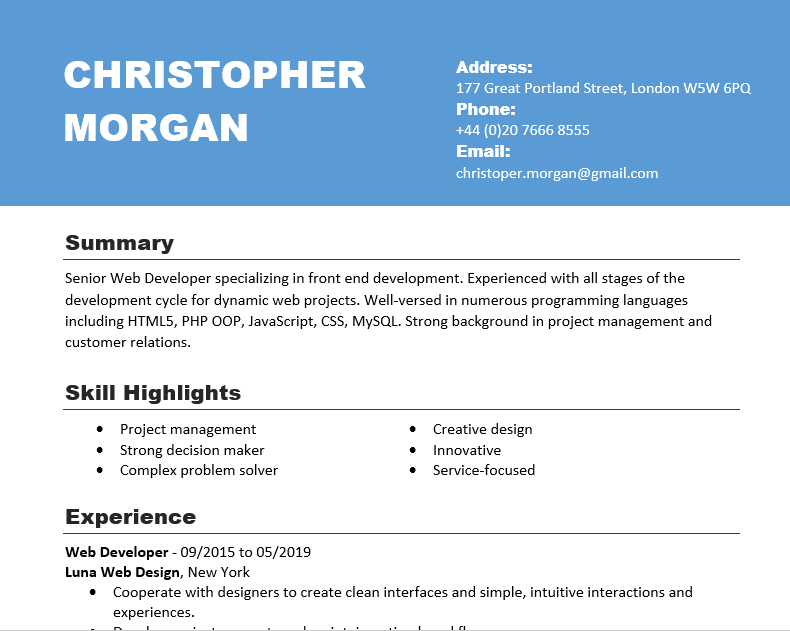 CHRISTOPHER
MORGAN
Address:
177 Great Portland Street, London W5W 6PQ
Phone:
+44 (0)20 7666 8555
Email:
christoper.morgan@gmail.com
Summary
Senior Web Developer specializing in front end development. Experienced with all stages of the
development cycle for dynamic web projects. Well-versed in numerous programming languages
including HTML5, PHP OOP, JavaScript, CSS, MySQL. Strong background in project management and
customer relations.
Skill Highlights
• Project management
• Strong decision maker
• Complex problem solver
• Creative design
• Innovative
• Service-focused
Experience
Web Developer - 09/2015 to 05/2019
Luna Web Design, New York
• Cooperate with designers to create clean interfaces and simple, intuitive interactions and
experiences.